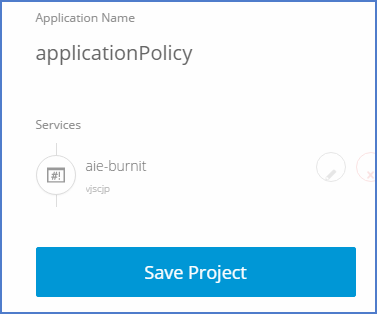 Application Name
applicationPolicy
Services
#!
aie-burnit
vjscjp
Save Project